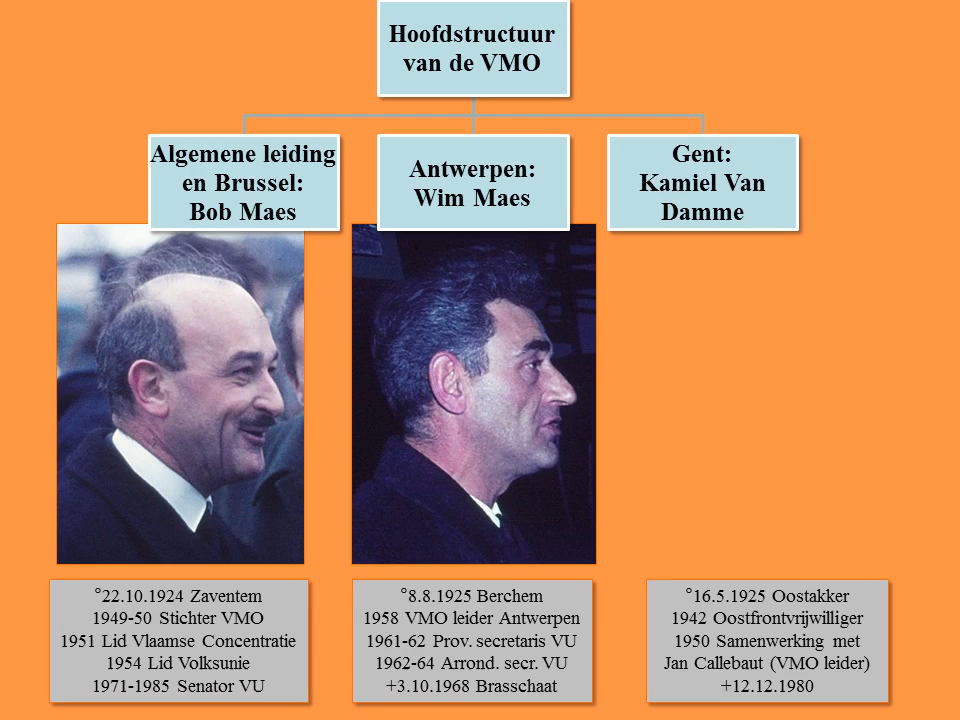 Hoofdstructuur
van de VMO
Algemene leiding
en Brussel:
Bob Maes
Antwerpen:
Wim Maes
Gent:
Kamiel Van
Damme
°22.10.1924 Zaventem
1949-50 Stichter VMO
1951 Lid Vlaamse Concentratie
1954 Lid Volksunie
1971-1985 Senator VU
°8.8.1925 Berchem
1958 VMO leider Antwerpen
1961-62 Prov. secretaris VU
1962-64 Arrond. secr. VU
+3.10.1968 Brasschaat
°16.5.1925 Oostakker
1942 Oostfrontvrijwilliger
1950 Samenwerking met
Jan Callebaut (VMO leider)
+12.12.1980